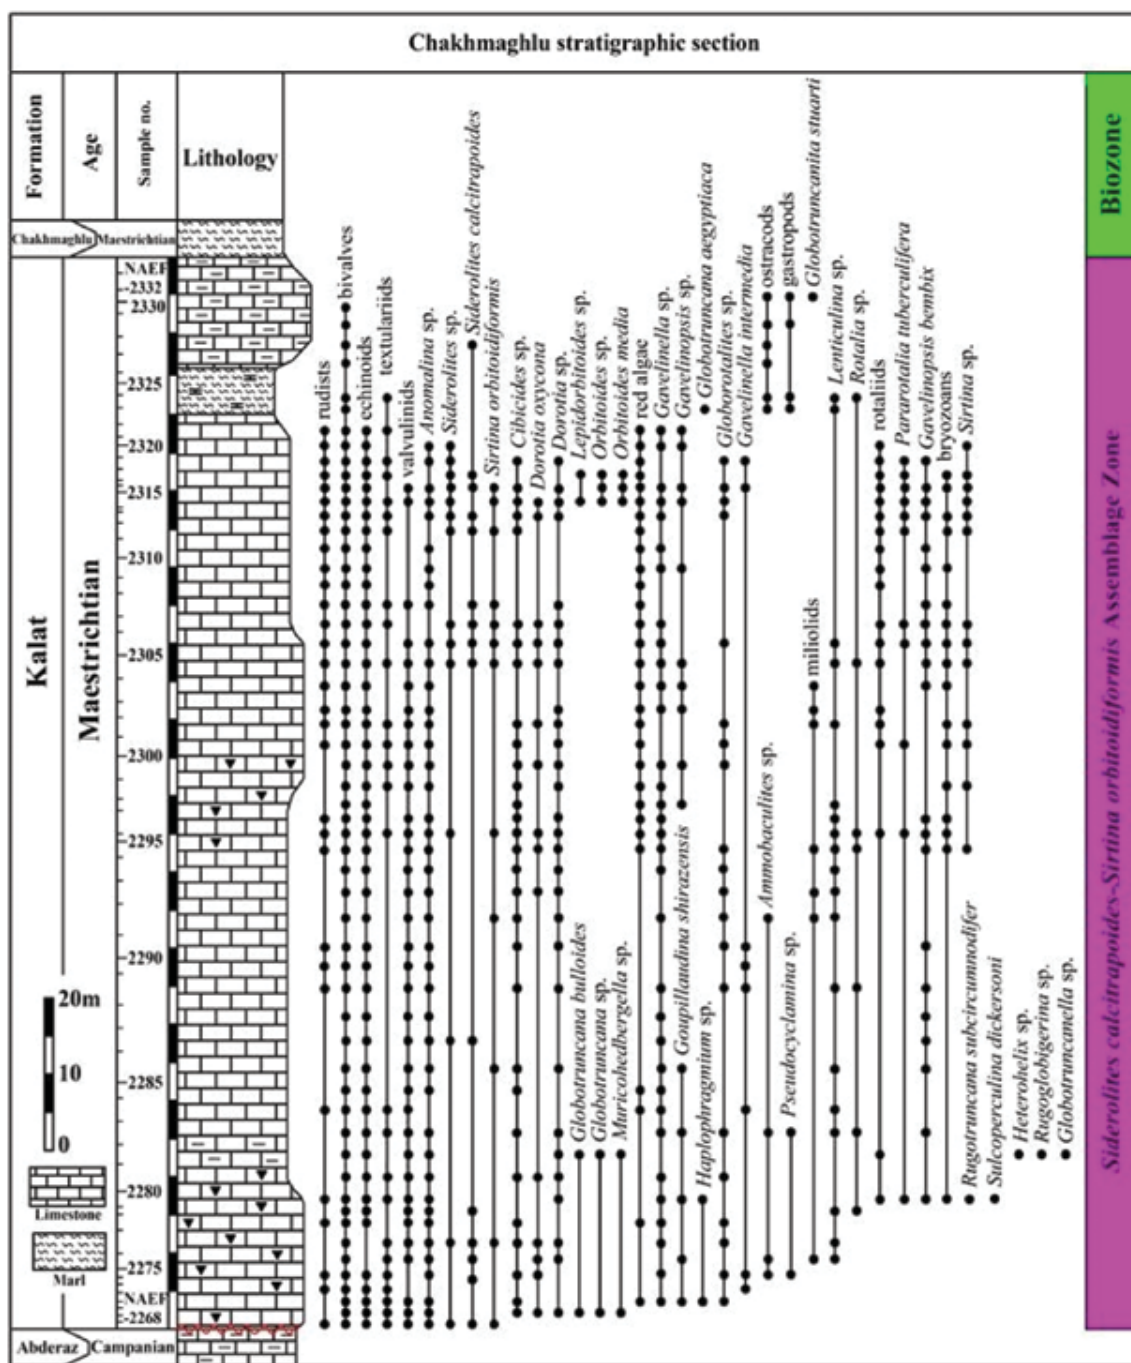 Chakhmaghlu stratigraphic section
Formation
Age
Sample no.
Lithology
Biozone
Chakhmaghlu
Maestrichtian
Kalat
Maestrichtian
NAEF
-2332
2330
2325
2320
2315
2310
2305
2300
2295
2290
2285
2280
2275
NAEF
-2268
Abderaz
Campanian
20m
10
0
Limestone
Marl
rudists
bivalves
echinoids
textulariids
valvulinids
Anomalina sp.
Siderolites sp.
Siderolites calcitrapoides
Sirtina orbitoidiformis
Cibicides sp.
Dorotia oxycona
Dorotia sp.
Lepidorbitoides sp.
Orbitoides sp.
Orbitoides media
red algae
Gavelinella sp.
Gavelinopsis sp.
Globotruncana aegyptiaca
Globorotalites sp.
Gavelinella intermedia
ostracods
gastropods
Globotruncanita stuarti
Lenticulina sp.
Rotalia sp.
rotaliids
Pararotalia tuberculifera
Gavelinopsis bembix
bryozoans
Sirtina sp.
miliolids
Ammobaculites sp.
Globotruncana bulloides
Globotruncana sp.
Muricohedbergella sp.
Goupillaudina shirazensis
Haplophragmium sp.
Pseudocyclamina sp.
Rugotruncana subcircumnodifer
Sulcoperculina dickersoni
Heterohelix sp.
Rugoglobigerina sp.
Globotruncanella sp.
Siderolites calcitrapoides-Sirtina orbitoidiformis Assemblage Zone